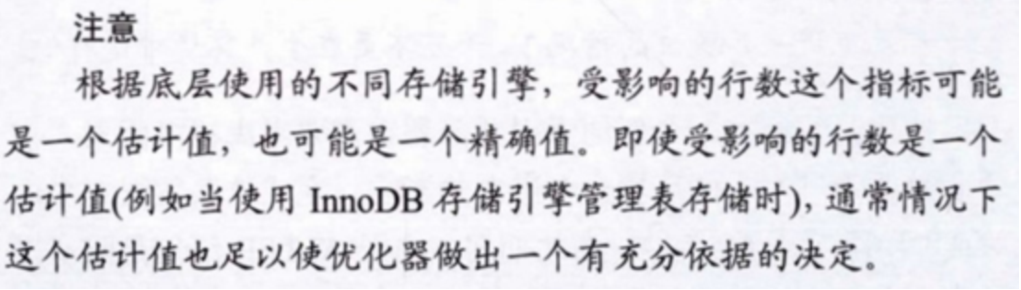 注意
根据底层使用的不同存储引擎，受影响的行数这个指标可能
是一个估计值，也可能是一个精确值。即使受影响的行数是一个
估计值(例如当使用 InnoDB 存储引擎管理表存储时)，通常情况下
这个估计值也足以使优化器做出一个有充分依据的决定。